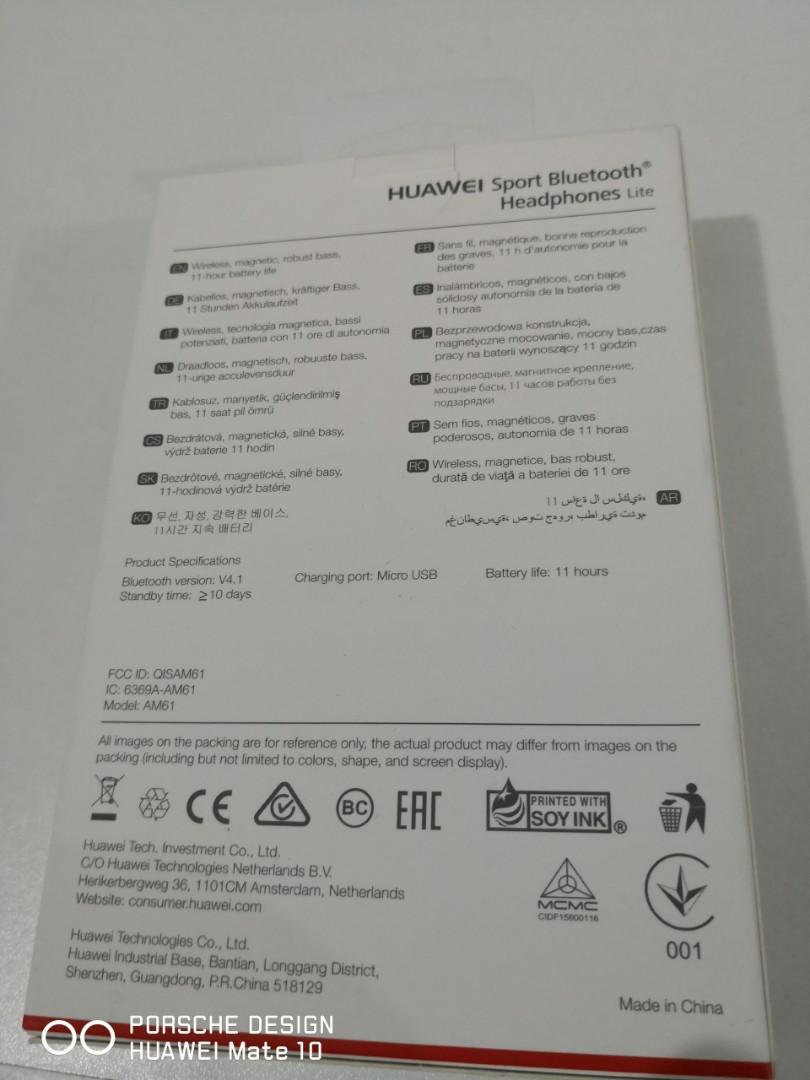 HUAWEI Sport Bluetooth®
Headphones Lite
EN Wireless, magnetic, robust bass,
11-hour battery life
DE Kabellos, magnetisch, kräftiger Bass,
11 Stunden Akkulaufzeit
IT Wireless, tecnologia magnetica, bassi
potenziati, batteria con 11 ore di autonomia
NL Draadloos, magnetisch, robuuste bass,
11-urige acculevensduur
TR Kablosuz, manyetik, güçlendirilmiş
bas, 11 saat pil ömrü
CS Bezdrátová, magnetická, silné basy,
výdrž baterie 11 hodin
SK Bezdrôtové, magnetické, silné basy,
11-hodinová výdrž batérie
KO 무선, 자성, 강력한 베이스,
11시간 지속 배터리
FR Sans fil, magnétique, bonne reproduction
des graves, 11 h d'autonomie pour la
batterie
ES Inalámbricos, magnéticos, con bajos
sólidosy autonomía de la batería de
11 horas
PL Bezprzewodowa konstrukcja,
magnetyczne mocowanie, mocny bas,czas
pracy na baterii wynoszący 11 godzin
RU Беспроводные, магнитное крепление,
мощные басы, 11 часов работы без
подзарядки
PT Sem fios, magnéticos, graves
poderosos, autonomia de 11 horas
RO Wireless, magnetice, bas robust,
durată de viaţă a bateriei de 11 ore
AR
Product Specifications
Bluetooth version: V4.1
Standby time: ≥10 days
Charging port: Micro USB
Battery life: 11 hours
FCC ID: QISAM61
IC: 6369A-AM61
Model: AM61
All images on the packing are for reference only, the actual product may differ from images on the
packing (including but not limited to colors, shape, and screen display).
CE
BC
EAC
PRINTED WITH
SOY INK®
Huawei Tech. Investment Co., Ltd.
C/O Huawei Technologies Netherlands B.V.
Herikerbergweg 36, 1101CM Amsterdam, Netherlands
Website: consumer.huawei.com
MCMC
CIDF15000116
001
Huawei Technologies Co., Ltd.
Huawei Industrial Base, Bantian, Longgang District,
Shenzhen, Guangdong, P.R.China 518129
Made in China
PORSCHE DESIGN
HUAWEI Mate 10